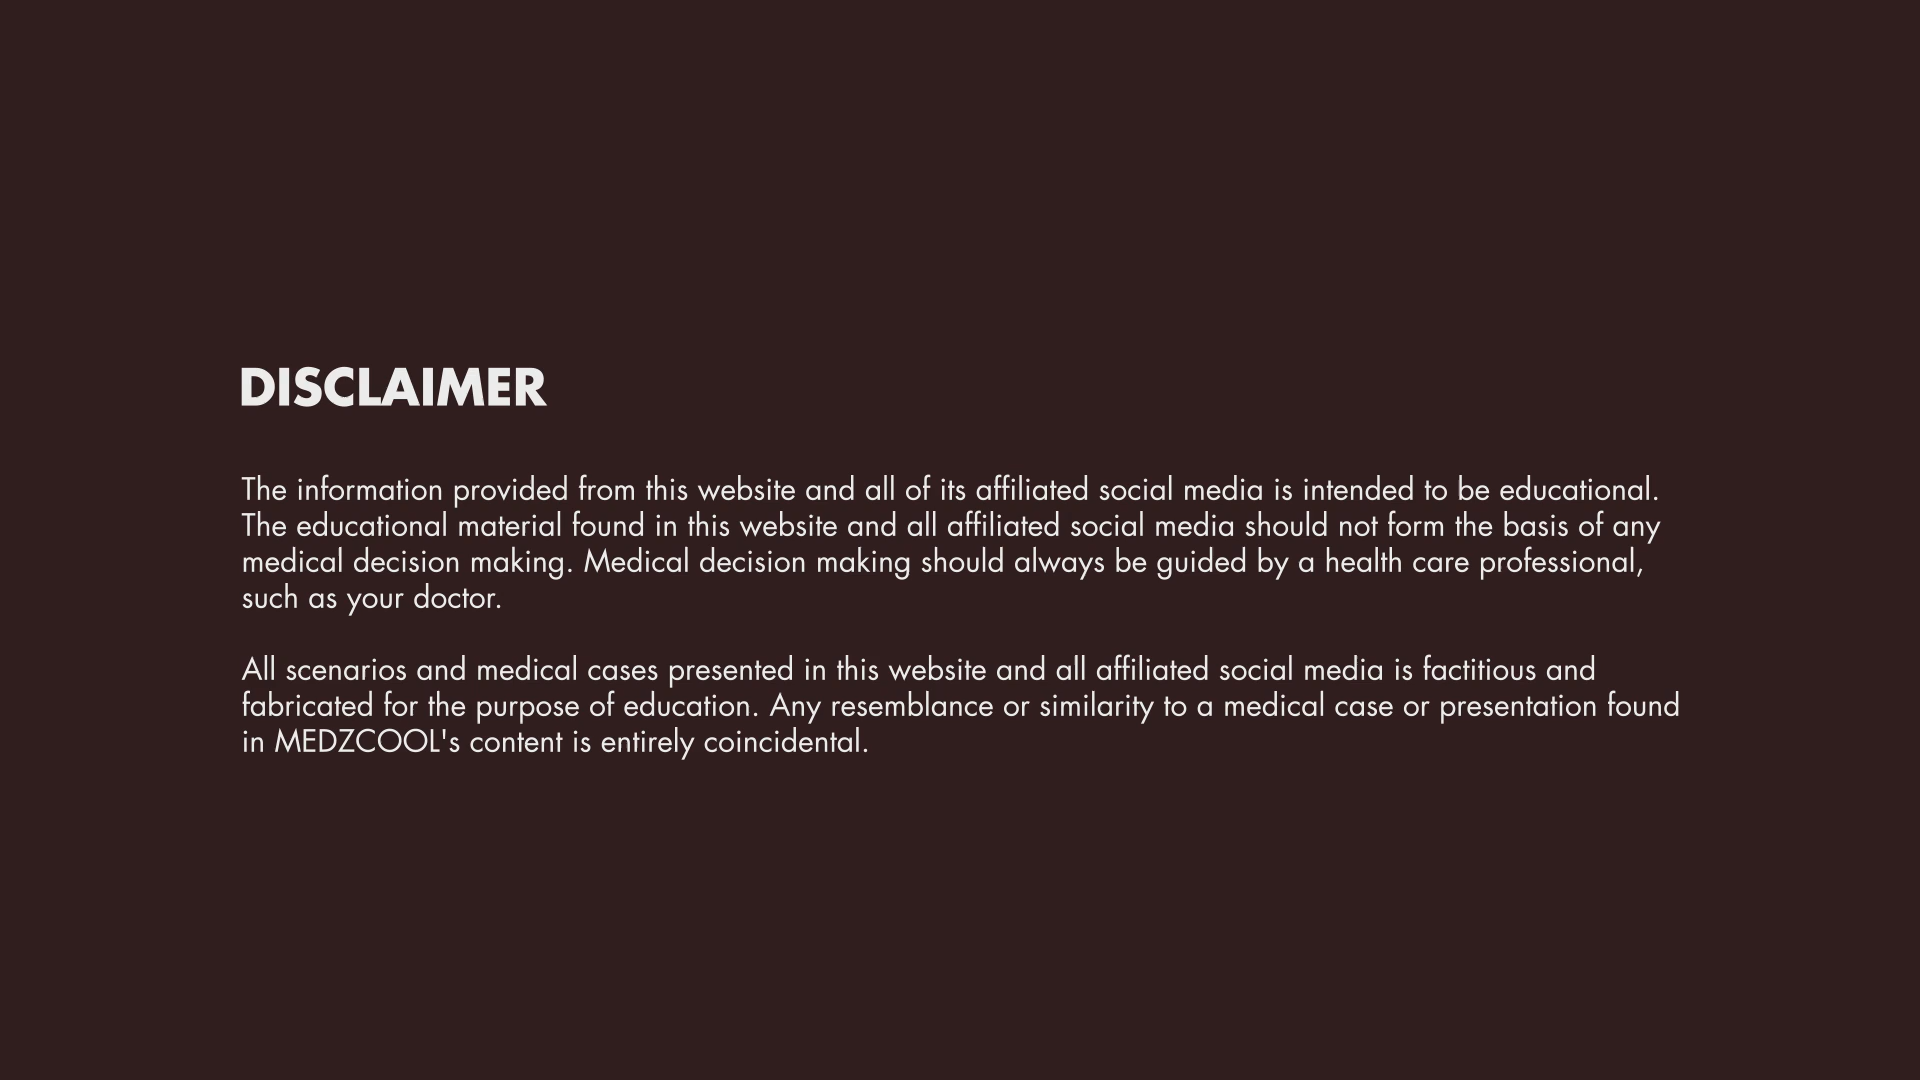 DISCLAIMER
The information provided from this website and all of its affiliated social media is intended to be educational.
The educational material found in this website and all affiliated social media should not form the basis of any
medical decision making. Medical decision making should always be guided by a health care professional,
such as your doctor.
All scenarios and medical cases presented in this website and all affiliated social media is factitious and
fabricated for the purpose of education. Any resemblance or similarity to a medical case or presentation found
in MEDZCOOL's content is entirely coincidental.